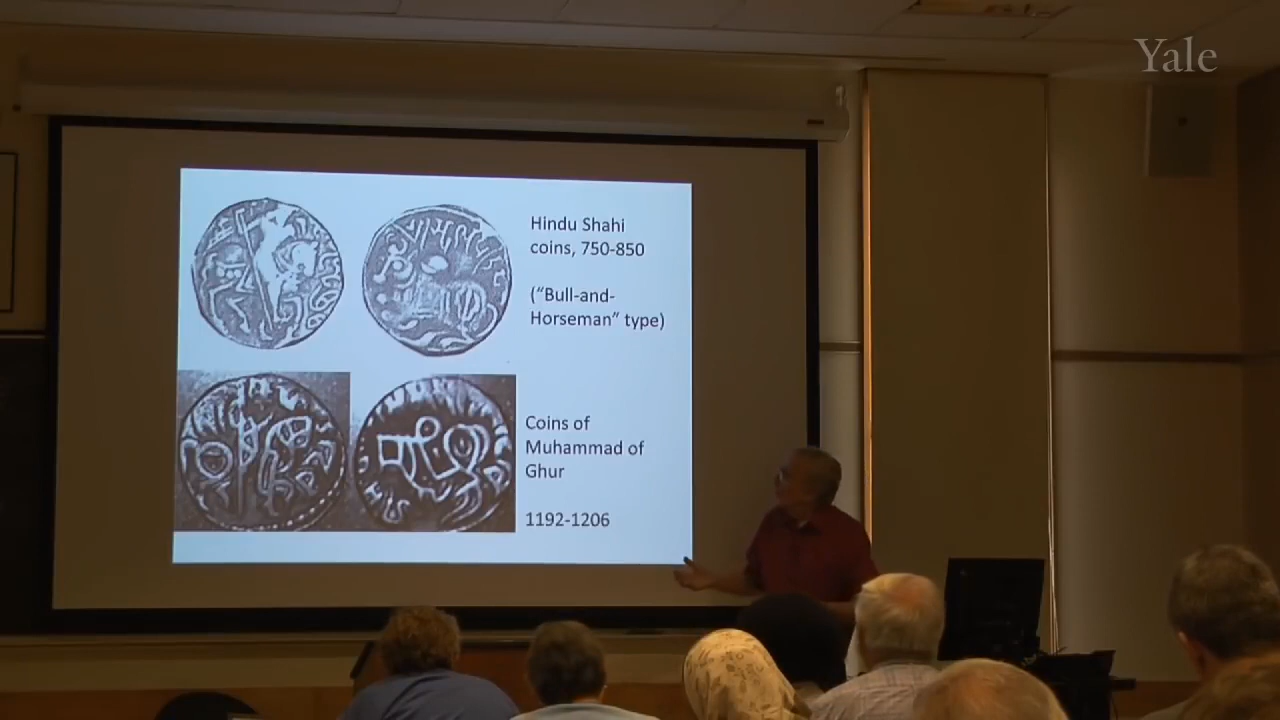 Yale
Hindu Shahi
coins, 750-850
(“Bull-and-
Horseman” type)
Coins of
Muhammad of
Ghur
1192-1206